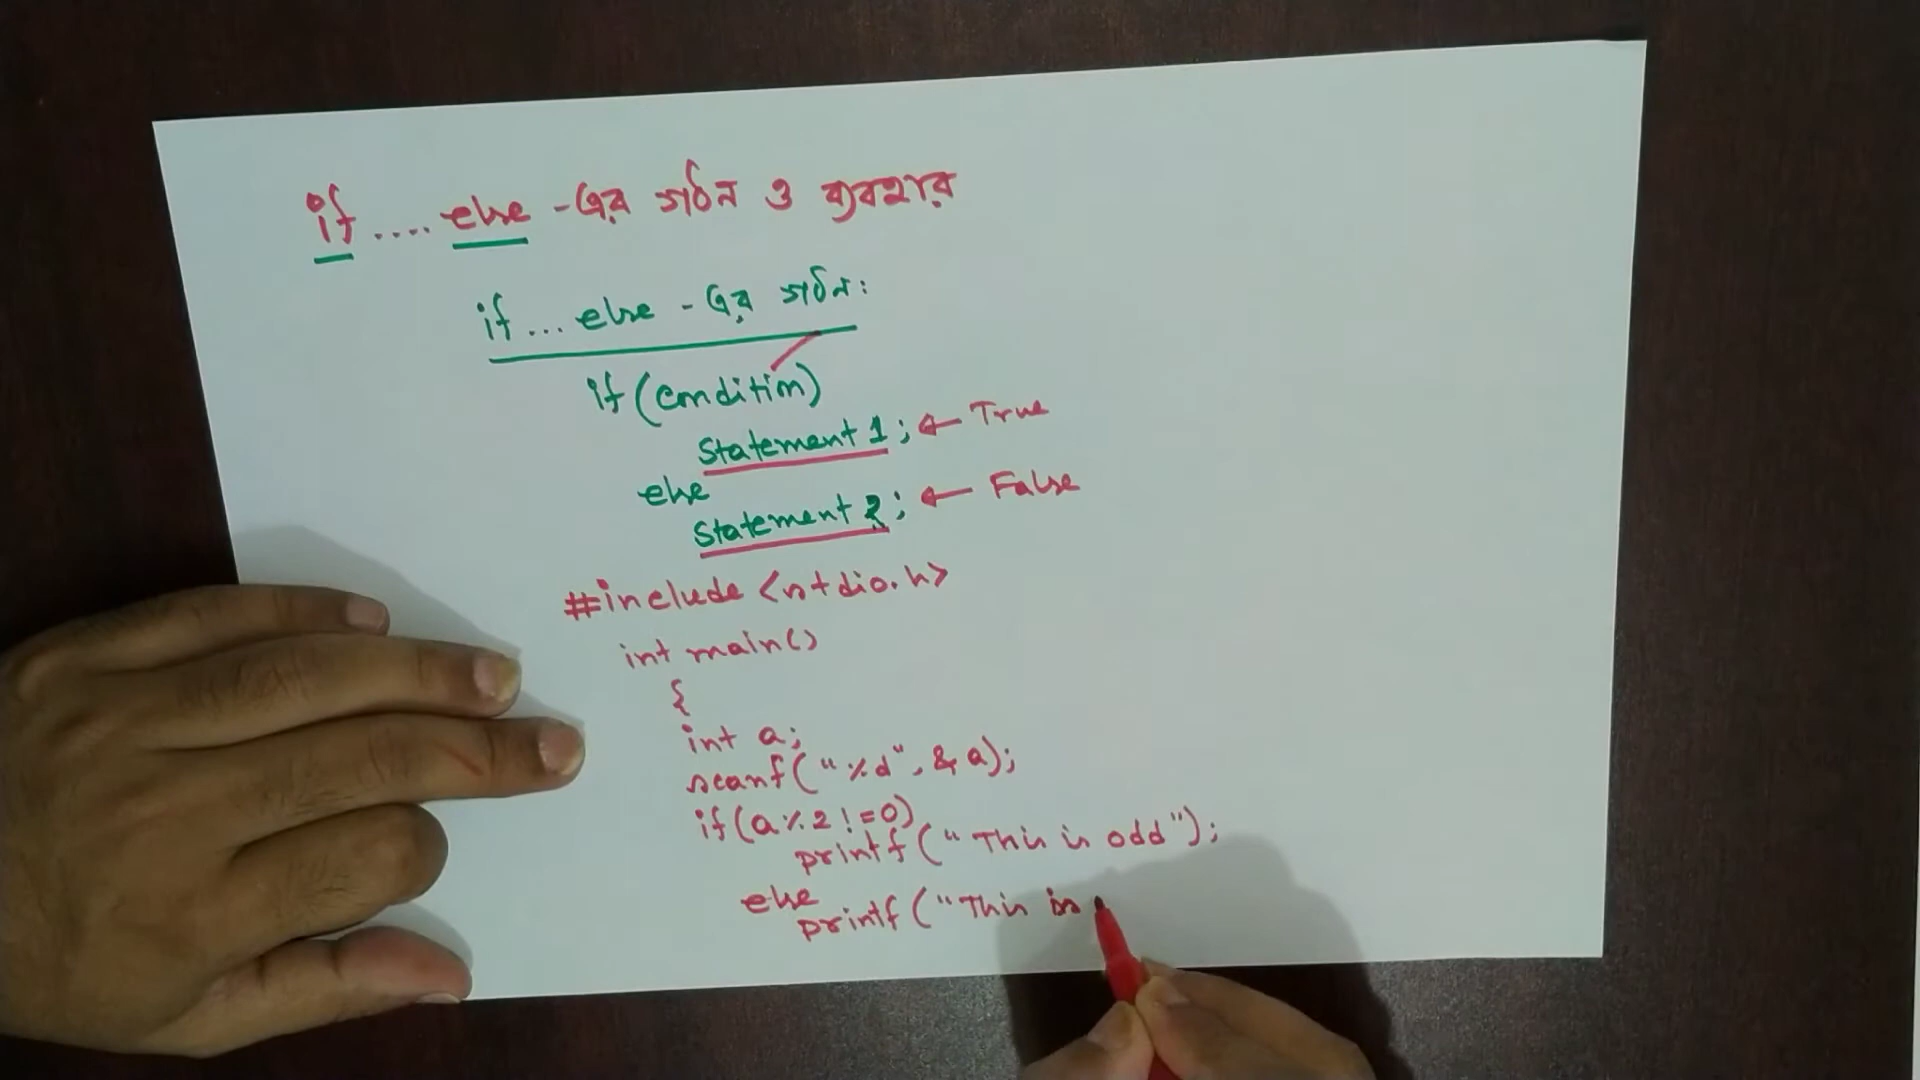 if .... else -এর গঠন ও ব্যবহার
if ... else - এর গঠন:
if (condition)
Statement 1; ← True
else
Statement 2; ← False
#include <stdio.h>
int main()
{
int a;
scanf("%d", &a);
if(a%2!=0)
printf("This is odd");
else
printf("This is